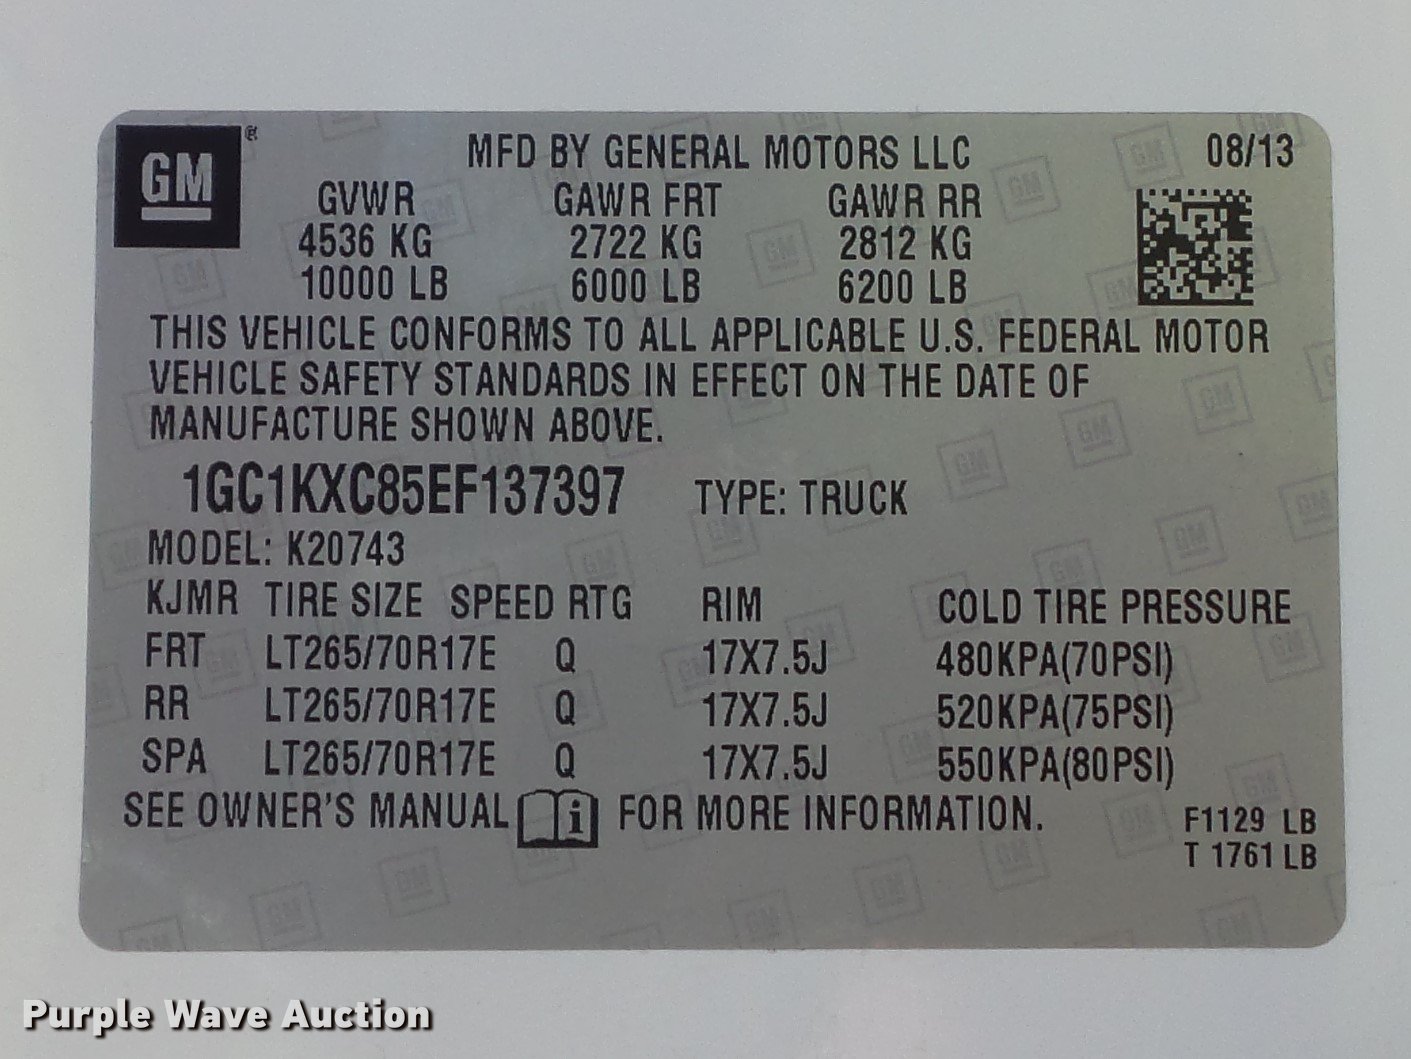 GM ®
MFD BY GENERAL MOTORS LLC 08/13
GVWR GAWR FRT GAWR RR
4536 KG 2722 KG 2812 KG
10000 LB 6000 LB 6200 LB
THIS VEHICLE CONFORMS TO ALL APPLICABLE U.S. FEDERAL MOTOR
VEHICLE SAFETY STANDARDS IN EFFECT ON THE DATE OF
MANUFACTURE SHOWN ABOVE.
1GC1KXC85EF137397 TYPE: TRUCK
MODEL: K20743
KJMR TIRE SIZE SPEED RTG RIM COLD TIRE PRESSURE
FRT LT265/70R17E Q 17X7.5J 480KPA(70PSI)
RR LT265/70R17E Q 17X7.5J 520KPA(75PSI)
SPA LT265/70R17E Q 17X7.5J 550KPA(80PSI)
SEE OWNER'S MANUAL i FOR MORE INFORMATION.
F1129 LB
T 1761 LB
Purple Wave Auction